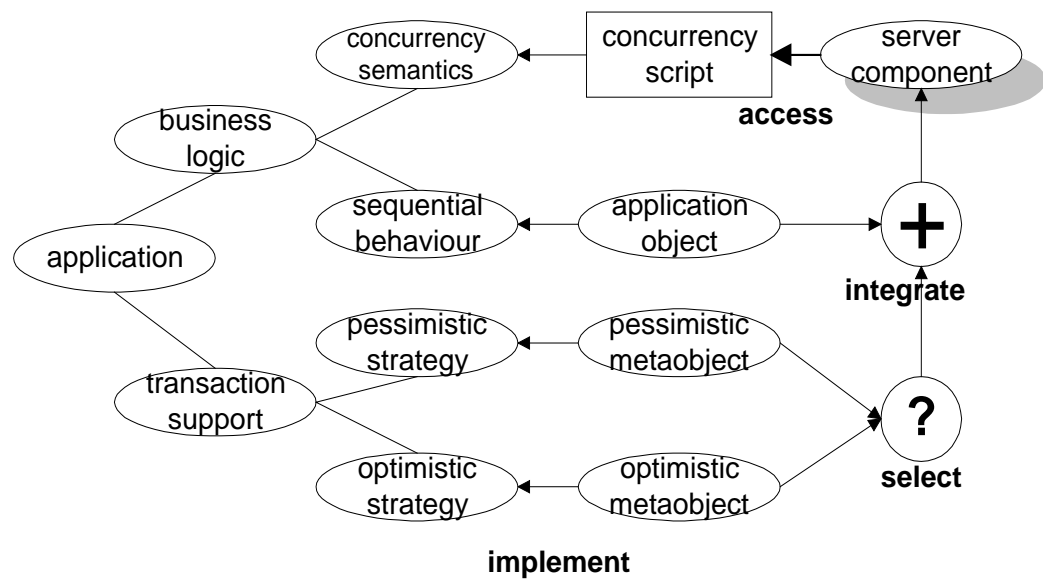 concurrency
semantics
concurrency
script
server
component
access
business
logic
sequential
behaviour
application
object
+
integrate
application
pessimistic
strategy
pessimistic
metaobject
transaction
support
?
select
optimistic
strategy
optimistic
metaobject
implement